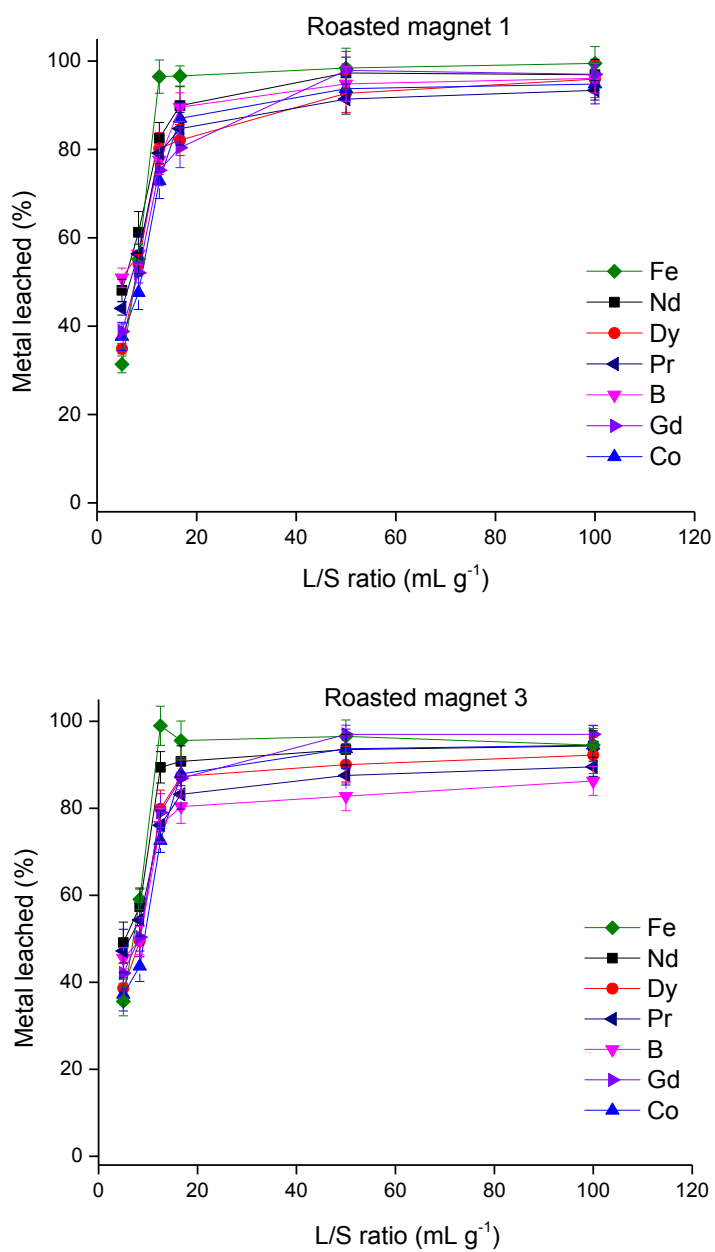 Roasted magnet 1
Metal leached (%)
100
80
60
40
20
0
Fe
Nd
Dy
Pr
B
Gd
Co
0 20 40 60 80 100 120
L/S ratio (mL g⁻¹)
Roasted magnet 3
Metal leached (%)
100
80
60
40
20
0
Fe
Nd
Dy
Pr
B
Gd
Co
0 20 40 60 80 100 120
L/S ratio (mL g⁻¹)